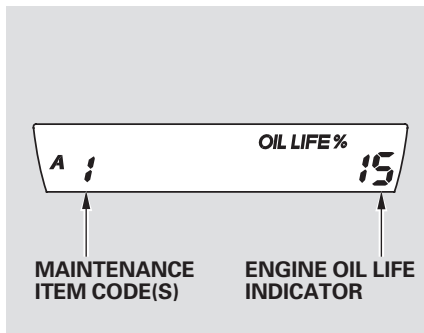 OIL LIFE %
A 1 15
MAINTENANCE ENGINE OIL LIFE
ITEM CODE(S) INDICATOR